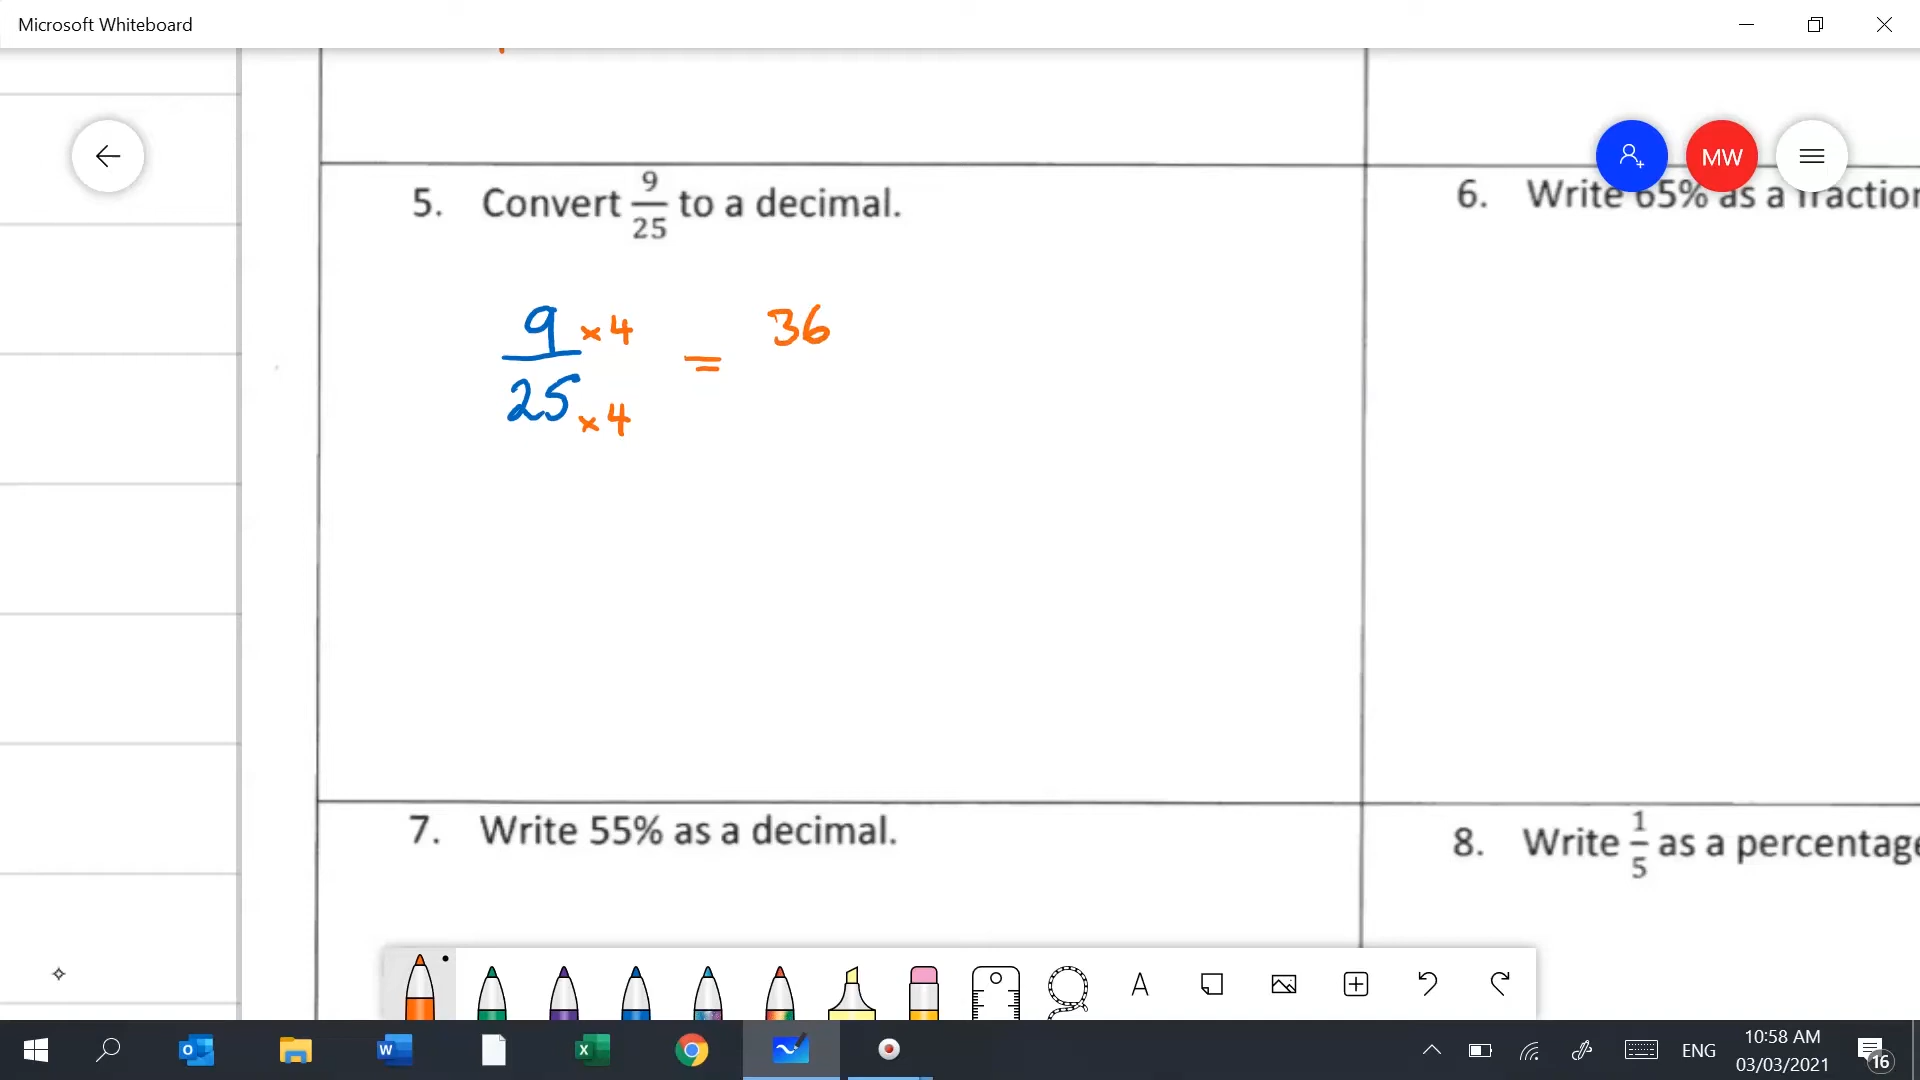 Microsoft Whiteboard
MW
5. Convert 9/25 to a decimal.
6. Write 65% as a fraction
9 × 4 = 36
25 × 4
7. Write 55% as a decimal.
8. Write 1/5 as a percentage
A
ENG
10:58 AM
03/03/2021
16